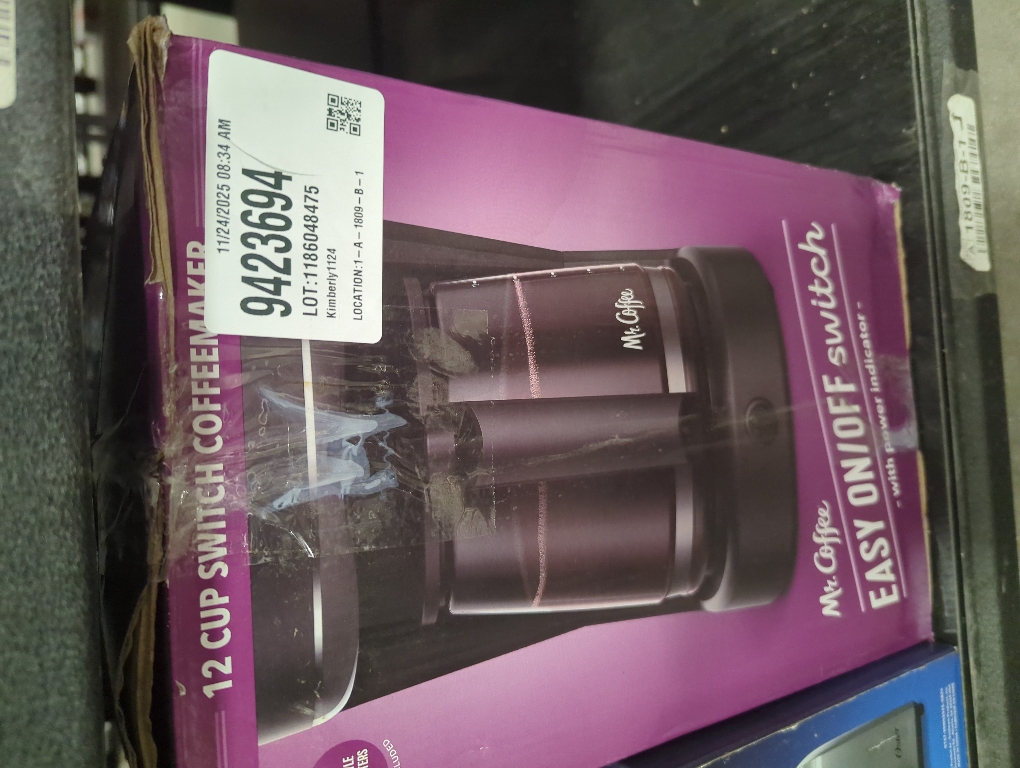 12 CUP SWITCH COFFEEMAKER
11/24/2025 08:34 AM
9423694
LOT:1186048475
Kimberly1124
LOCATION:1-A-1809-B-1
Mr. Coffee
Mr. Coffee
EASY ON/OFF switch
- with power indicator -
A-1809-B-1
Oster